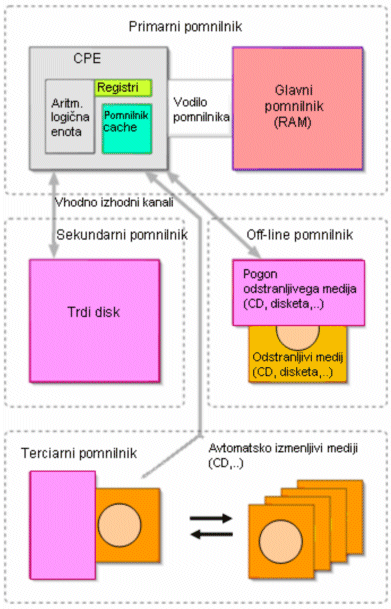 Primarni pomnilnik
CPE
Registri
Aritm.
logična
enota
Pomnilnik
cache
Vodilo
pomnilnika
Glavni
pomnilnik
(RAM)
Vhodno izhodni kanali
Sekundarni pomnilnik
Trdi disk
Off-line pomnilnik
Pogon
odstranljivega medija
(CD, disketa,..)
Odstranljivi medij
(CD, disketa,..)
Terciarni pomnilnik
Avtomatsko izmenljivi mediji
(CD,..)